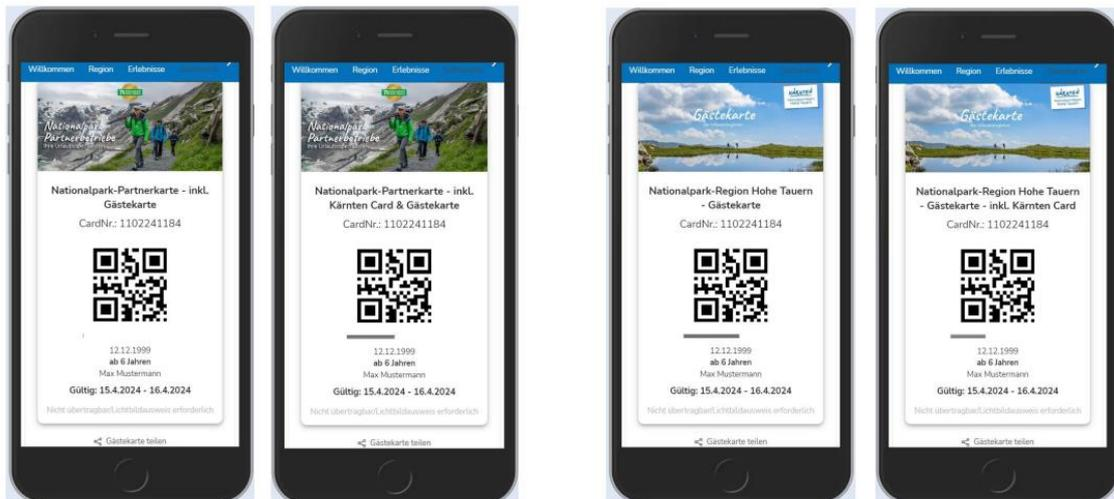 Willkommen Region Erlebnisse
Nationalpark
Partnerbetriebe
Nationalpark-Partnerkarte - inkl.
Gästekarte
CardNr.: 1102241184
12.12.1999
ab 6 Jahren
Max Mustermann
Gültig: 15.4.2024 - 16.4.2024
Nicht übertragbar/Lichtbildausweis erforderlich
Gästekarte teilen
Willkommen Region Erlebnisse
Nationalpark
Partnerbetriebe
Nationalpark-Partnerkarte - inkl.
Kärnten Card & Gästekarte
CardNr.: 1102241184
12.12.1999
ab 6 Jahren
Max Mustermann
Gültig: 15.4.2024 - 16.4.2024
Nicht übertragbar/Lichtbildausweis erforderlich
Gästekarte teilen
Willkommen Region Erlebnisse
KÄRNTEN
Gästekarte
Nationalpark-Region Hohe Tauern
- Gästekarte
CardNr.: 1102241184
12.12.1999
ab 6 Jahren
Max Mustermann
Gültig: 15.4.2024 - 16.4.2024
Nicht übertragbar/Lichtbildausweis erforderlich
Gästekarte teilen
Willkommen Region Erlebnisse
KÄRNTEN
Gästekarte
Nationalpark-Region Hohe Tauern
- Gästekarte - inkl. Kärnten Card
CardNr.: 1102241184
12.12.1999
ab 6 Jahren
Max Mustermann
Gültig: 15.4.2024 - 16.4.2024
Nicht übertragbar/Lichtbildausweis erforderlich
Gästekarte teilen